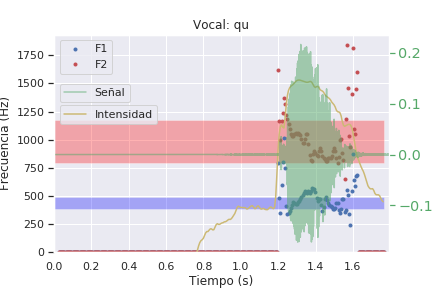 Vocal: qu
F1
F2
Señal
Intensidad
Frecuencia (Hz)
1750
1500
1250
1000
750
500
250
0
0.2
0.1
0.0
−0.1
0.0 0.2 0.4 0.6 0.8 1.0 1.2 1.4 1.6
Tiempo (s)